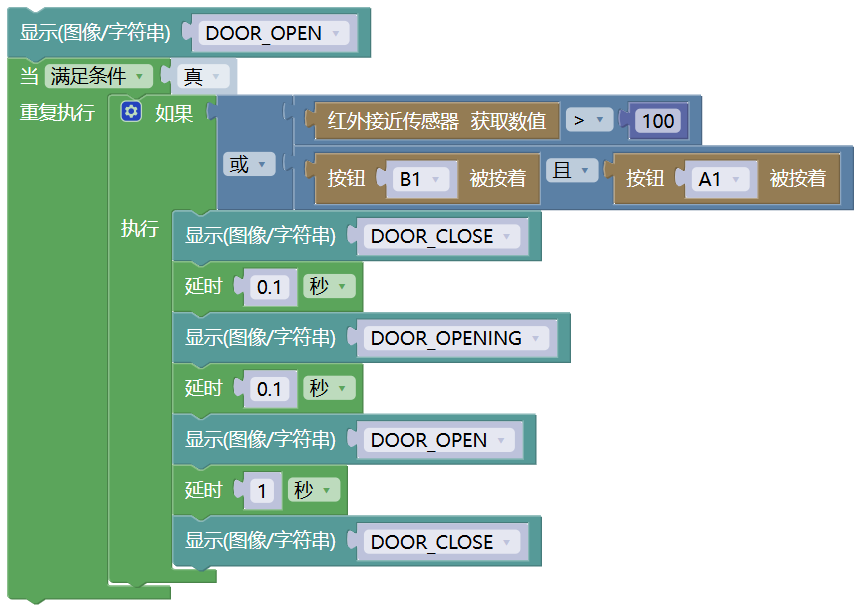 显示(图像/字符串) DOOR_OPEN
当 满足条件 真
重复执行 如果 红外接近传感器 获取数值 > 100
或 按钮 B1 被按着 且 按钮 A1 被按着
执行 显示(图像/字符串) DOOR_CLOSE
延时 0.1 秒
显示(图像/字符串) DOOR_OPENING
延时 0.1 秒
显示(图像/字符串) DOOR_OPEN
延时 1 秒
显示(图像/字符串) DOOR_CLOSE